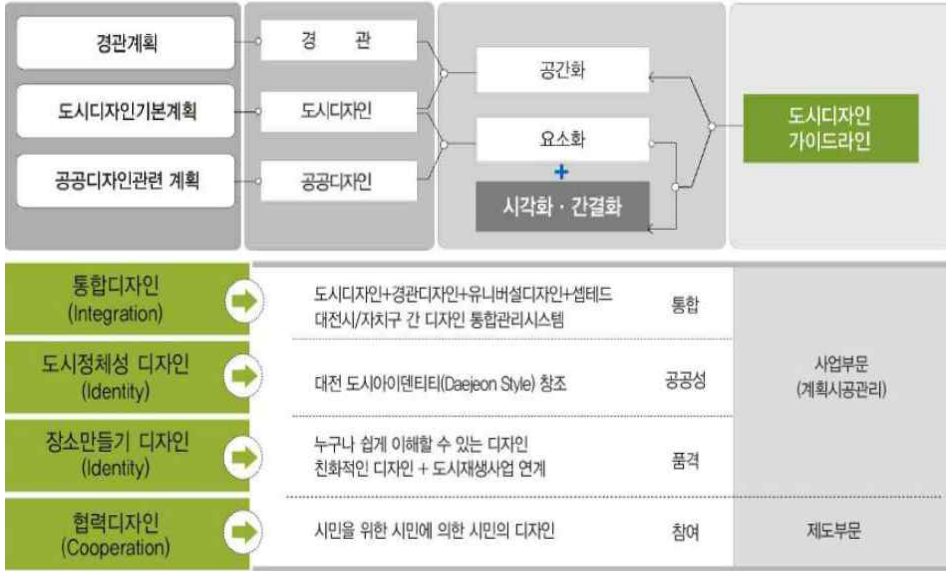 경관계획
도시디자인기본계획
공공디자인관련 계획
경 관
도시디자인
공공디자인
공간화
요소화
+
시각화 · 간결화
도시디자인
가이드라인
통합디자인
(Integration)
도시디자인+경관디자인+유니버설디자인+셉테드
대전시/자치구 간 디자인 통합관리시스템
통합
도시정체성 디자인
(Identity)
대전 도시아이덴티티(Daejeon Style) 창조
공공성
사업부문
(계획시공관리)
장소만들기 디자인
(Identity)
누구나 쉽게 이해할 수 있는 디자인
친화적인 디자인 + 도시재생사업 연계
품격
협력디자인
(Cooperation)
시민을 위한 시민에 의한 시민의 디자인
참여
제도부문